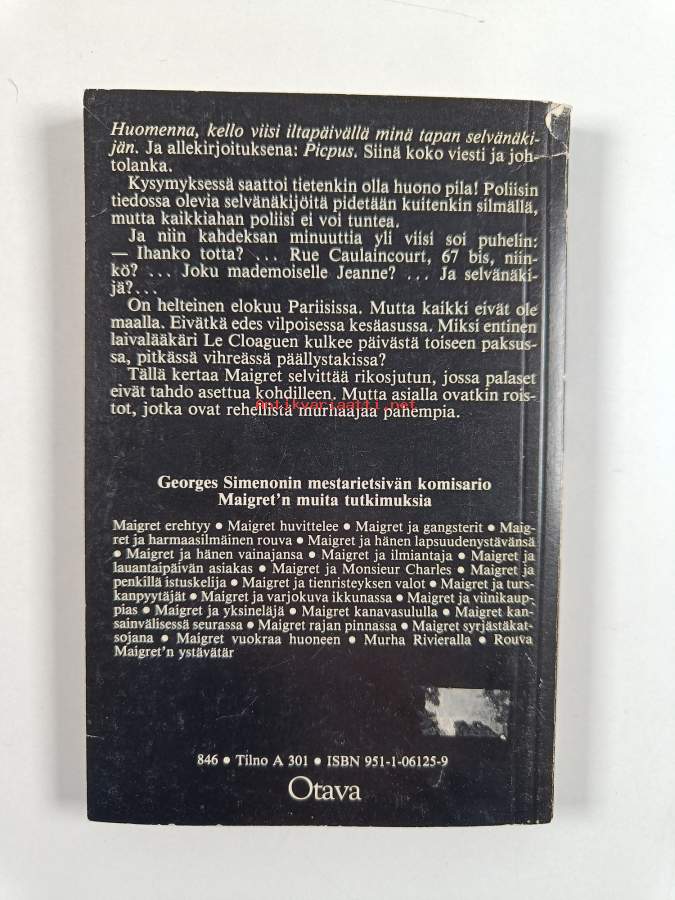 Huomenna, kello viisi iltapäivällä minä tapan selvänäki-
jän. Ja allekirjoituksena: Picpus. Siinä koko viesti ja joh-
tolanka.
Kysymyksessä saattoi tietenkin olla huono pila! Poliisin
tiedossa olevia selvänäkijöitä pidetään kuitenkin silmällä,
mutta kaikkiahan poliisi ei voi tuntea.
Ja niin kahdeksan minuuttia yli viisi soi puhelin:
— Ihanko totta? ... Rue Caulaincourt, 67 bis, niin-
kö? ... Joku mademoiselle Jeanne? ... Ja selvänäki-
jä?...
On helteinen elokuu Pariisissa. Mutta kaikki eivät ole
maalla. Eivätkä edes vilpoisessa kesäasussa. Miksi entinen
laivalääkäri Le Cloaguen kulkee päivästä toiseen paksus-
sa, pitkässä vihreässä päällystakissa?
Tällä kertaa Maigret selvittää rikosjutun, jossa palaset
eivät tahdo asettua kohdilleen. Mutta asialla ovatkin rois-
tot, jotka ovat rehellistä murhaajaa pahempia.
antikvariaatti.net
Georges Simenonin mestarietsivän komisario
Maigret'n muita tutkimuksia
Maigret erehtyy • Maigret huvittelee • Maigret ja gangsterit • Maig-
ret ja harmaasilmäinen rouva • Maigret ja hänen lapsuudenystävänsä
• Maigret ja hänen vainajansa • Maigret ja ilmiantaja • Maigret ja
lauantaipäivän asiakas • Maigret ja Monsieur Charles • Maigret ja
penkillä istuskelija • Maigret ja tienristeyksen valot • Maigret ja turs-
kanpyytäjät • Maigret ja varjokuva ikkunassa • Maigret ja viinikaup-
pias • Maigret ja yksineläjä • Maigret kanavasululla • Maigret kan-
sainvälisessä seurassa • Maigret rajan pinnassa • Maigret syrjästäkat-
sojana • Maigret vuokraa huoneen • Murha Rivieralla • Rouva
Maigret'n ystävätär
846 • Tilno A 301 • ISBN 951-1-06125-9
Otava